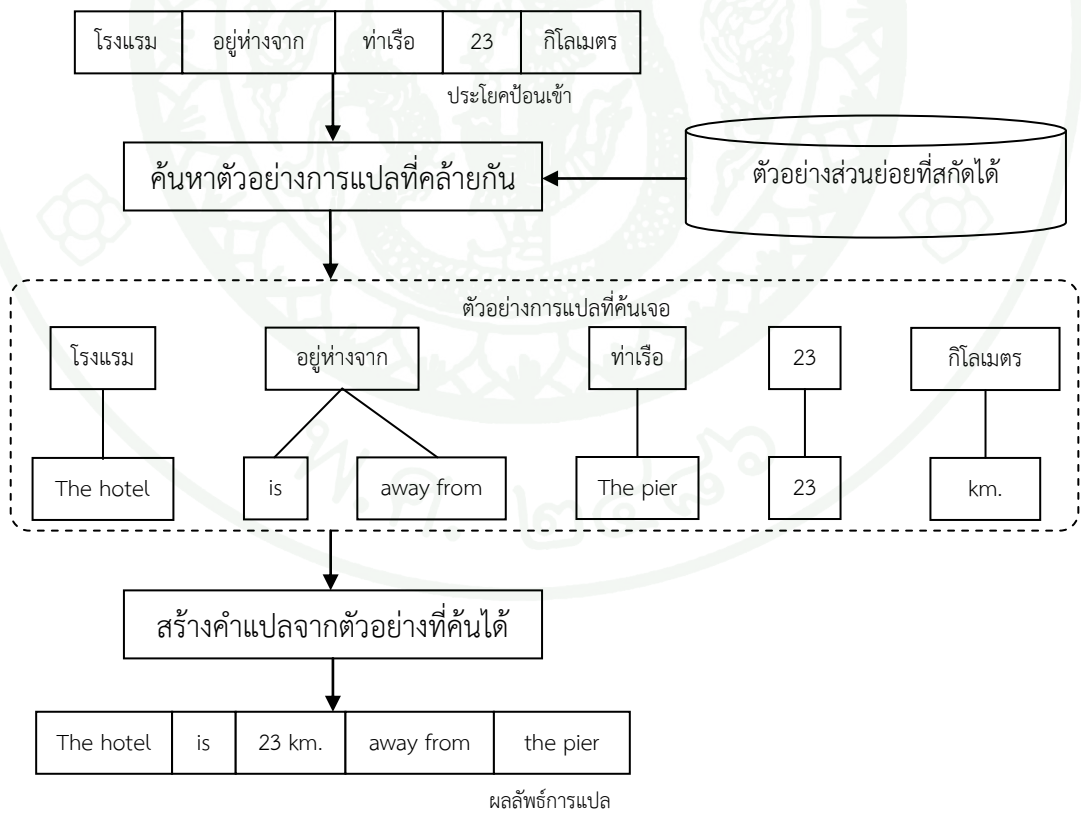 โรงแรม อยู่ห่างจาก ท่าเรือ 23 กิโลเมตร
ประโยคป้อนเข้า
ค้นหาตัวอย่างการแปลที่คล้ายกัน
ตัวอย่างส่วนย่อยที่สกัดได้
ตัวอย่างการแปลที่ค้นเจอ
โรงแรม อยู่ห่างจาก ท่าเรือ 23 กิโลเมตร
The hotel is away from The pier 23 km.
พ.ศ. ๒๔๘๖
สร้างคำแปลจากตัวอย่างที่ค้นได้
The hotel is 23 km. away from the pier
ผลลัพธ์การแปล